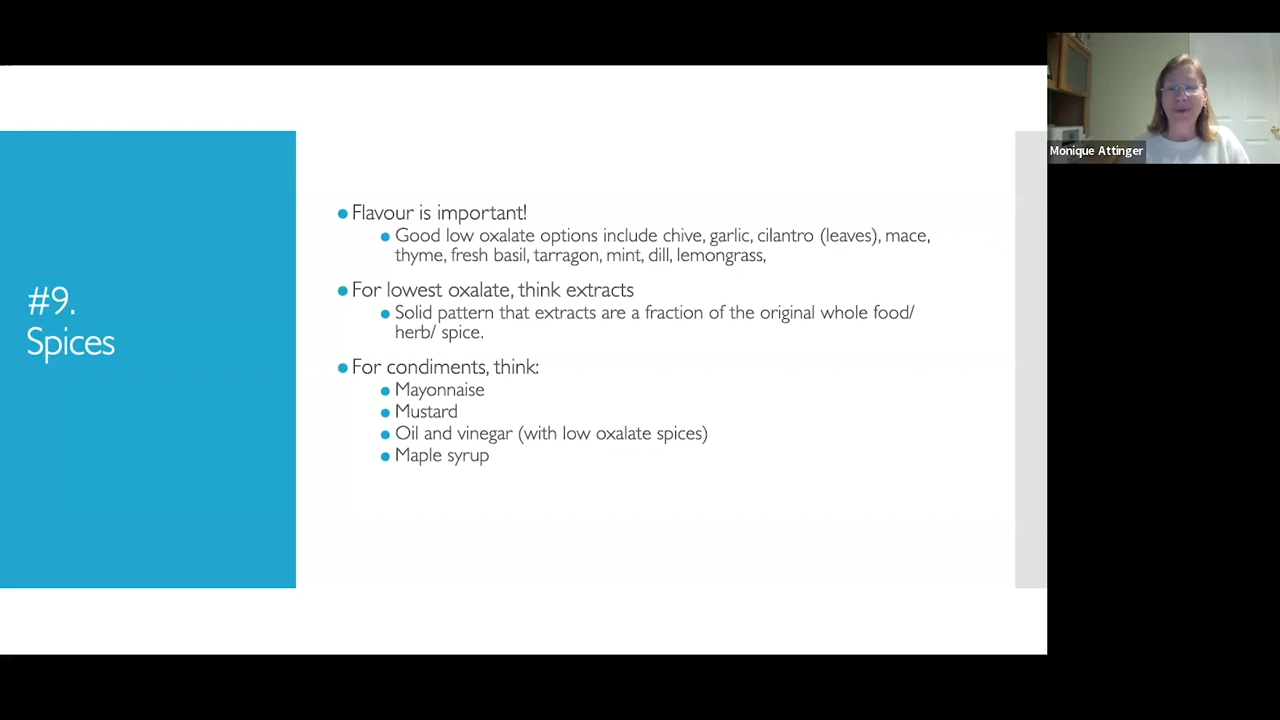 #9.
Spices
Flavour is important!
Good low oxalate options include chive, garlic, cilantro (leaves), mace,
thyme, fresh basil, tarragon, mint, dill, lemongrass,
For lowest oxalate, think extracts
Solid pattern that extracts are a fraction of the original whole food/
herb/ spice.
For condiments, think:
Mayonnaise
Mustard
Oil and vinegar (with low oxalate spices)
Maple syrup
Monique Attinger